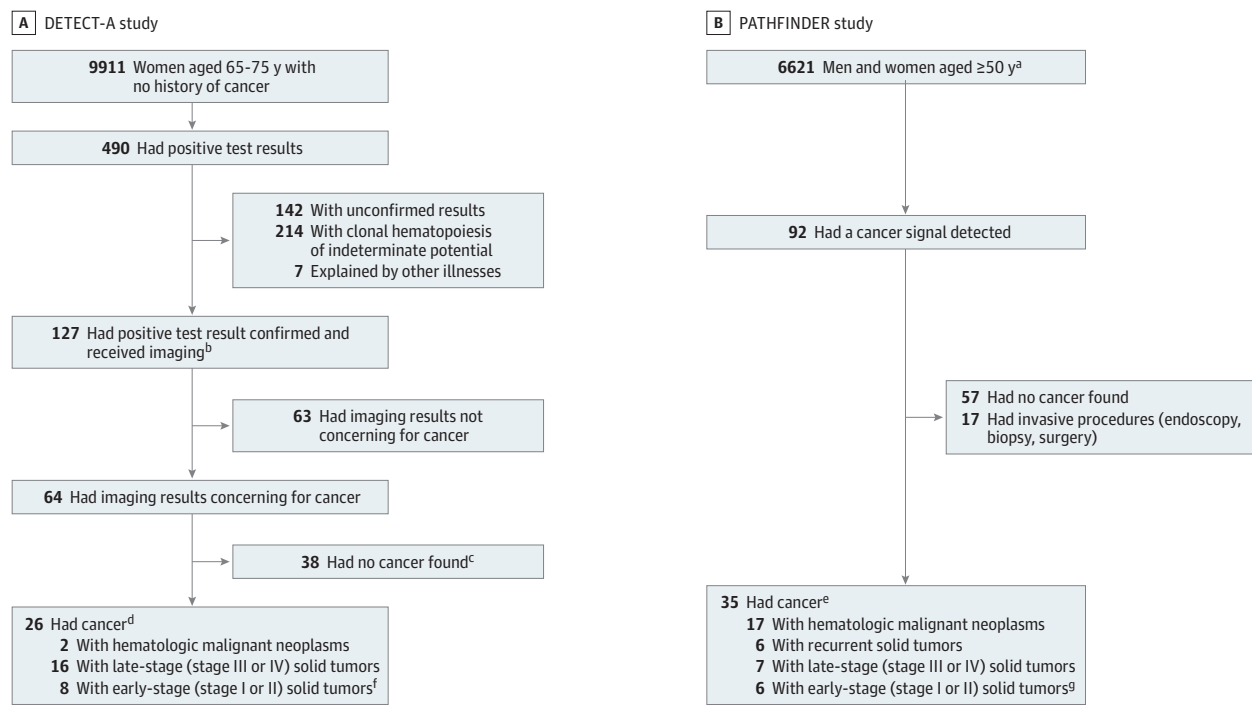 A DETECT-A study
9911 Women aged 65-75 y with
no history of cancer
490 Had positive test results
142 With unconfirmed results
214 With clonal hematopoiesis
of indeterminate potential
7 Explained by other illnesses
127 Had positive test result confirmed and
received imagingb
63 Had imaging results not
concerning for cancer
64 Had imaging results concerning for cancer
38 Had no cancer foundc
26 Had cancerd
2 With hematologic malignant neoplasms
16 With late-stage (stage III or IV) solid tumors
8 With early-stage (stage I or II) solid tumorsf
B PATHFINDER study
6621 Men and women aged ≥50 ya
92 Had a cancer signal detected
57 Had no cancer found
17 Had invasive procedures (endoscopy,
biopsy, surgery)
35 Had cancere
17 With hematologic malignant neoplasms
6 With recurrent solid tumors
7 With late-stage (stage III or IV) solid tumors
6 With early-stage (stage I or II) solid tumorsg